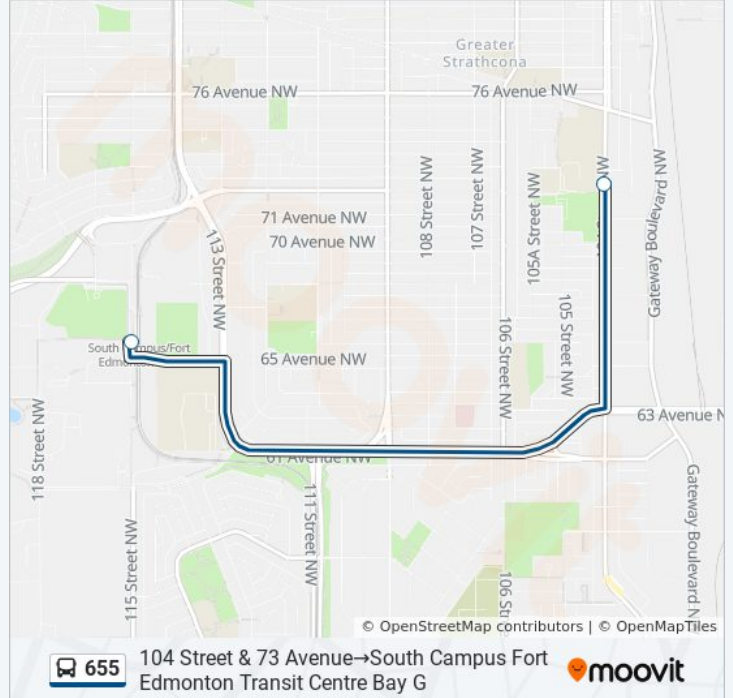 Greater
Strathcona
76 Avenue NW
76 Avenue NW
108 Street NW
107 Street NW
105A Street NW
NW
Gateway Boulevard NW
71 Avenue NW
70 Avenue NW
113 Street NW
105 Street NW
106 Street NW
65 Avenue NW
118 Street NW
63 Avenue N
61 Avenue NW
111 Street NW
115 Street NW
106 St
Gateway Boulevard N
© OpenStreetMap contributors | © OpenMapTiles
655
104 Street & 73 Avenue→South Campus Fort
Edmonton Transit Centre Bay G
moovit